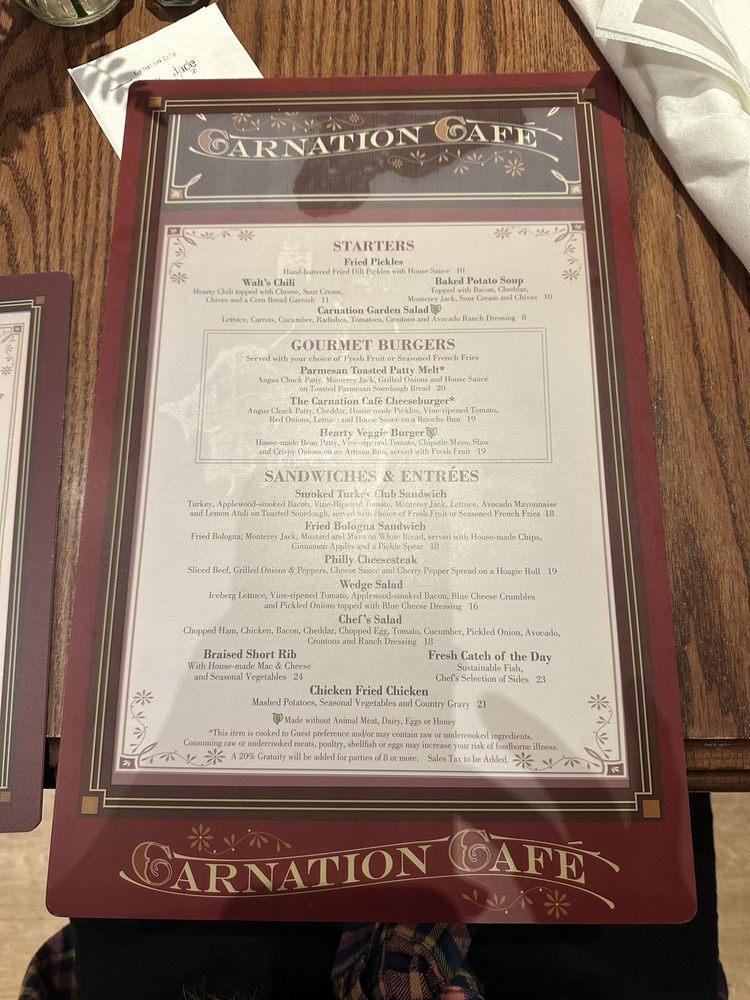 Carnation Café
Jade
CARNATION CAFÉ
STARTERS
Fried Pickles
Hand-battered Fried Dill Pickles with House Sauce 10
Walt's Chili
Hearty Chili topped with Cheese, Sour Cream,
Chives and a Corn Bread Garnish 11
Baked Potato Soup
Topped with Bacon, Cheddar,
Monterey Jack, Sour Cream and Chives 10
Carnation Garden Salad
Lettuce, Carrots, Cucumber, Radishes, Tomatoes, Croutons and Avocado Ranch Dressing 8
GOURMET BURGERS
Served with your choice of Fresh Fruit or Seasoned French Fries
Parmesan Toasted Patty Melt*
Angus Chuck Patty, Monterey Jack, Grilled Onions and House Sauce
on Toasted Parmesan Sourdough Bread 20
The Carnation Café Cheeseburger*
Angus Chuck Patty, Cheddar, House-made Pickles, Vine-ripened Tomato,
Red Onions, Lettuce and House Sauce on a Brioche Bun 19
Hearty Veggie Burger
House-made Bean Patty, Vine-ripened Tomato, Chipotle Mayo, Slaw
and Crispy Onions on an Artisan Bun, served with Fresh Fruit 19
SANDWICHES & ENTRÉES
Smoked Turkey Club Sandwich
Turkey, Applewood-smoked Bacon, Vine-Ripened Tomato, Monterey Jack, Lettuce, Avocado Mayonnaise
and Lemon Aïoli on Toasted Sourdough, served with choice of Fresh Fruit or Seasoned French Fries 18
Fried Bologna Sandwich
Fried Bologna, Monterey Jack, Mustard and Mayo on White Bread, served with House-made Chips,
Cinnamon Apples and a Pickle Spear 18
Philly Cheesesteak
Sliced Beef, Grilled Onions & Peppers, Cheese Sauce and Cherry Pepper Spread on a Hoagie Roll 19
Wedge Salad
Iceberg Lettuce, Vine-ripened Tomato, Applewood-smoked Bacon, Blue Cheese Crumbles
and Pickled Onions topped with Blue Cheese Dressing 16
Chef's Salad
Chopped Ham, Chicken, Bacon, Cheddar, Chopped Egg, Tomato, Cucumber, Pickled Onion, Avocado,
Croutons and Ranch Dressing 18
Braised Short Rib
With House-made Mac & Cheese
and Seasonal Vegetables 24
Fresh Catch of the Day
Sustainable Fish,
Chef's Selection of Sides 23
Chicken Fried Chicken
Mashed Potatoes, Seasonal Vegetables and Country Gravy 21
Made without Animal Meat, Dairy, Eggs or Honey
*This item is cooked to Guest preference and/or may contain raw or undercooked ingredients.
Consuming raw or undercooked meats, poultry, shellfish or eggs may increase your risk of foodborne illness.
A 20% Gratuity will be added for parties of 8 or more. Sales Tax to be Added.
CARNATION CAFÉ